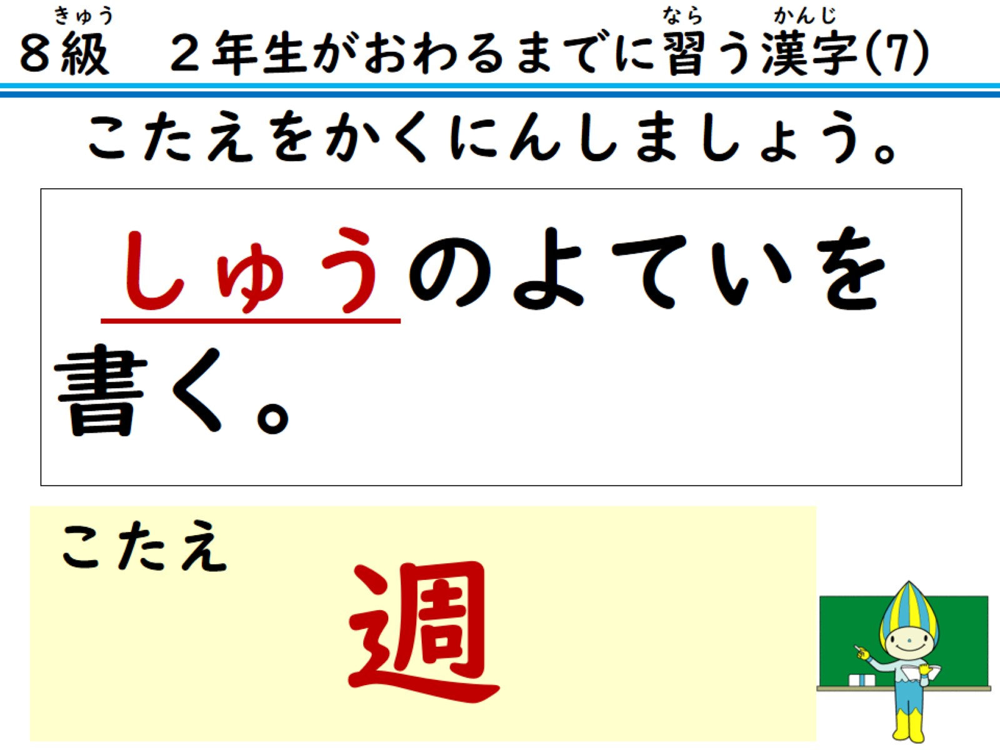 きゅう なら かんじ
８級　２年生がおわるまでに習う漢字(7)
こたえをかくにんしましょう。
しゅうのよていを
書く。
こたえ
週